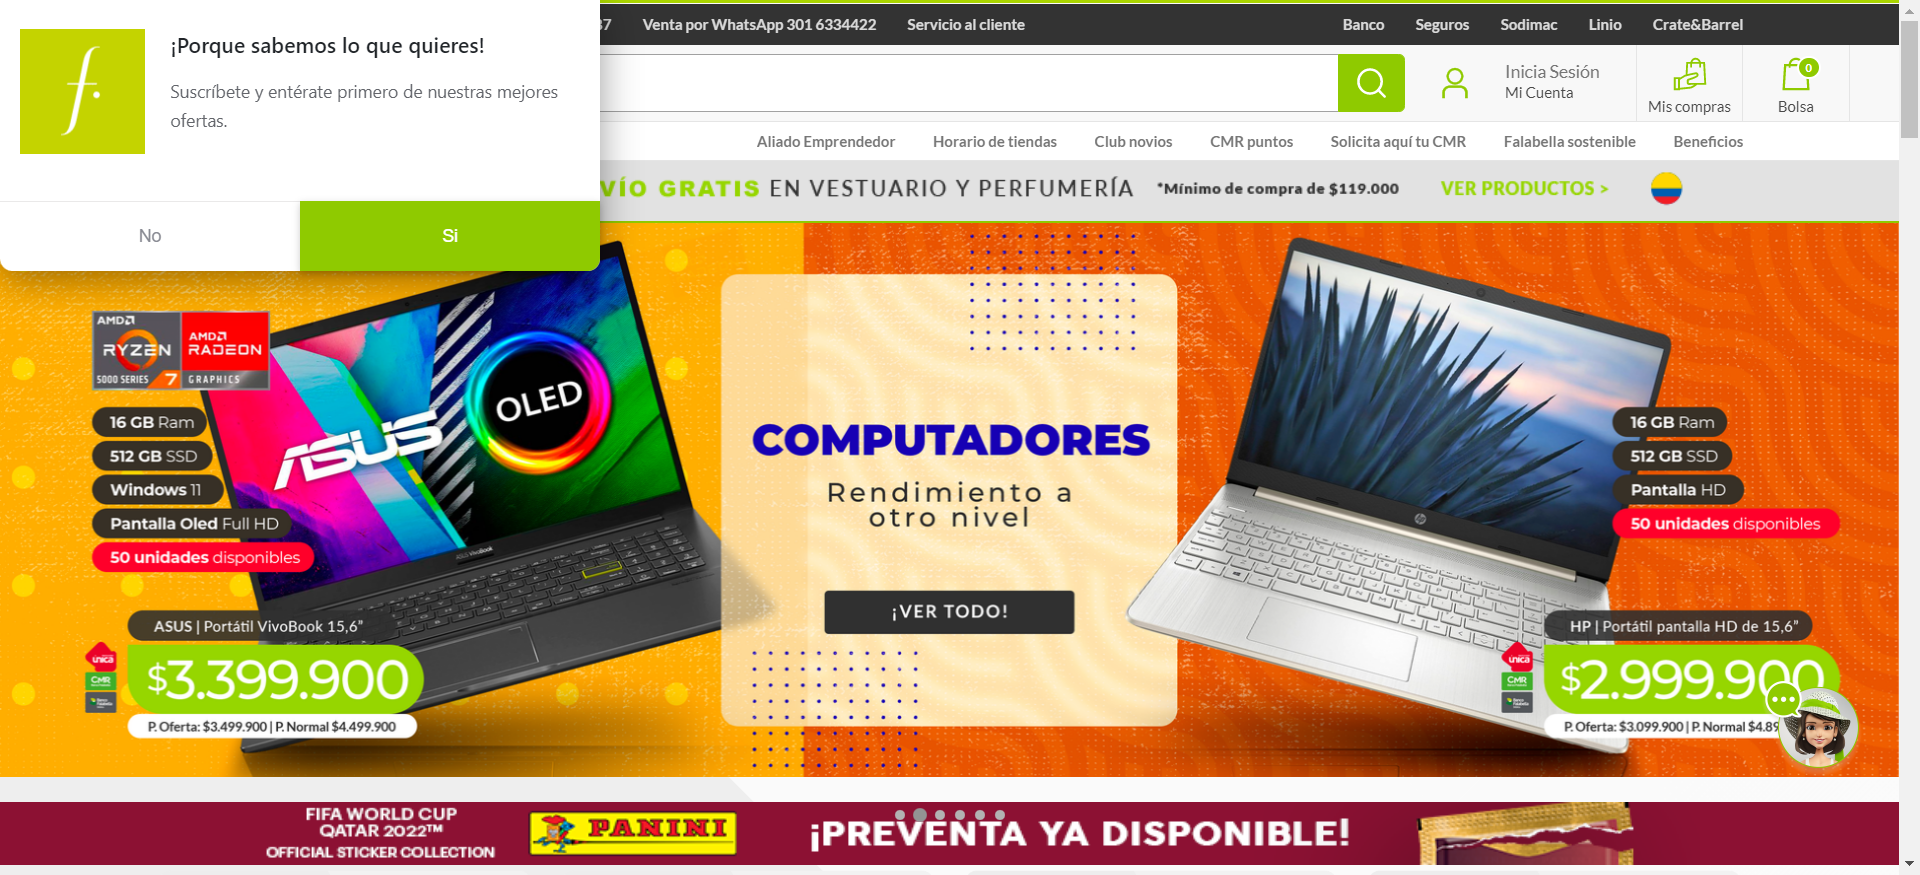 ¡Porque sabemos lo que quieres!
Suscríbete y entérate primero de nuestras mejores
ofertas.
No
Si
37
Venta por WhatsApp 301 6334422
Servicio al cliente
Banco
Seguros
Sodimac
Linio
Crate&Barrel
Inicia Sesión
Mi Cuenta
Mis compras
0
Bolsa
Aliado Emprendedor
Horario de tiendas
Club novios
CMR puntos
Solicita aquí tu CMR
Falabella sostenible
Beneficios
VÍO GRATIS EN VESTUARIO Y PERFUMERÍA *Mínimo de compra de $119.000 VER PRODUCTOS >
AMD
RYZEN
5000 SERIES 7
AMD
RADEON
GRAPHICS
16 GB Ram
512 GB SSD
Windows 11
Pantalla Oled Full HD
50 unidades disponibles
ASUS
OLED
ASUS VivoBook
ASUS | Portátil VivoBook 15,6”
única
CMR
$3.399.900
P. Oferta: $3.499.900 | P. Normal $4.499.900
COMPUTADORES
Rendimiento a
otro nivel
¡VER TODO!
hp
16 GB Ram
512 GB SSD
Pantalla HD
50 unidades disponibles
HP | Portátil pantalla HD de 15,6”
única
CMR
$2.999.900
P. Oferta: $3.099.900 | P. Normal $4.89
FIFA WORLD CUP
QATAR 2022™
OFFICIAL STICKER COLLECTION
PANINI
¡PREVENTA YA DISPONIBLE!